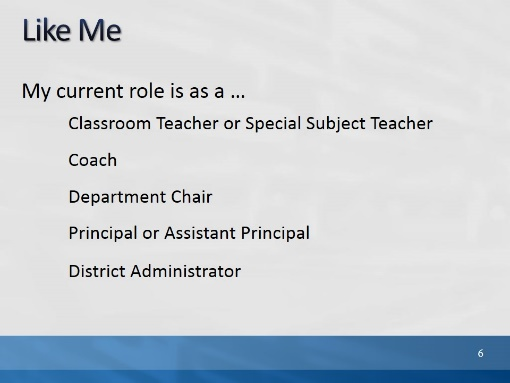 Like Me
My current role is as a ...
Classroom Teacher or Special Subject Teacher
Coach
Department Chair
Principal or Assistant Principal
District Administrator
6